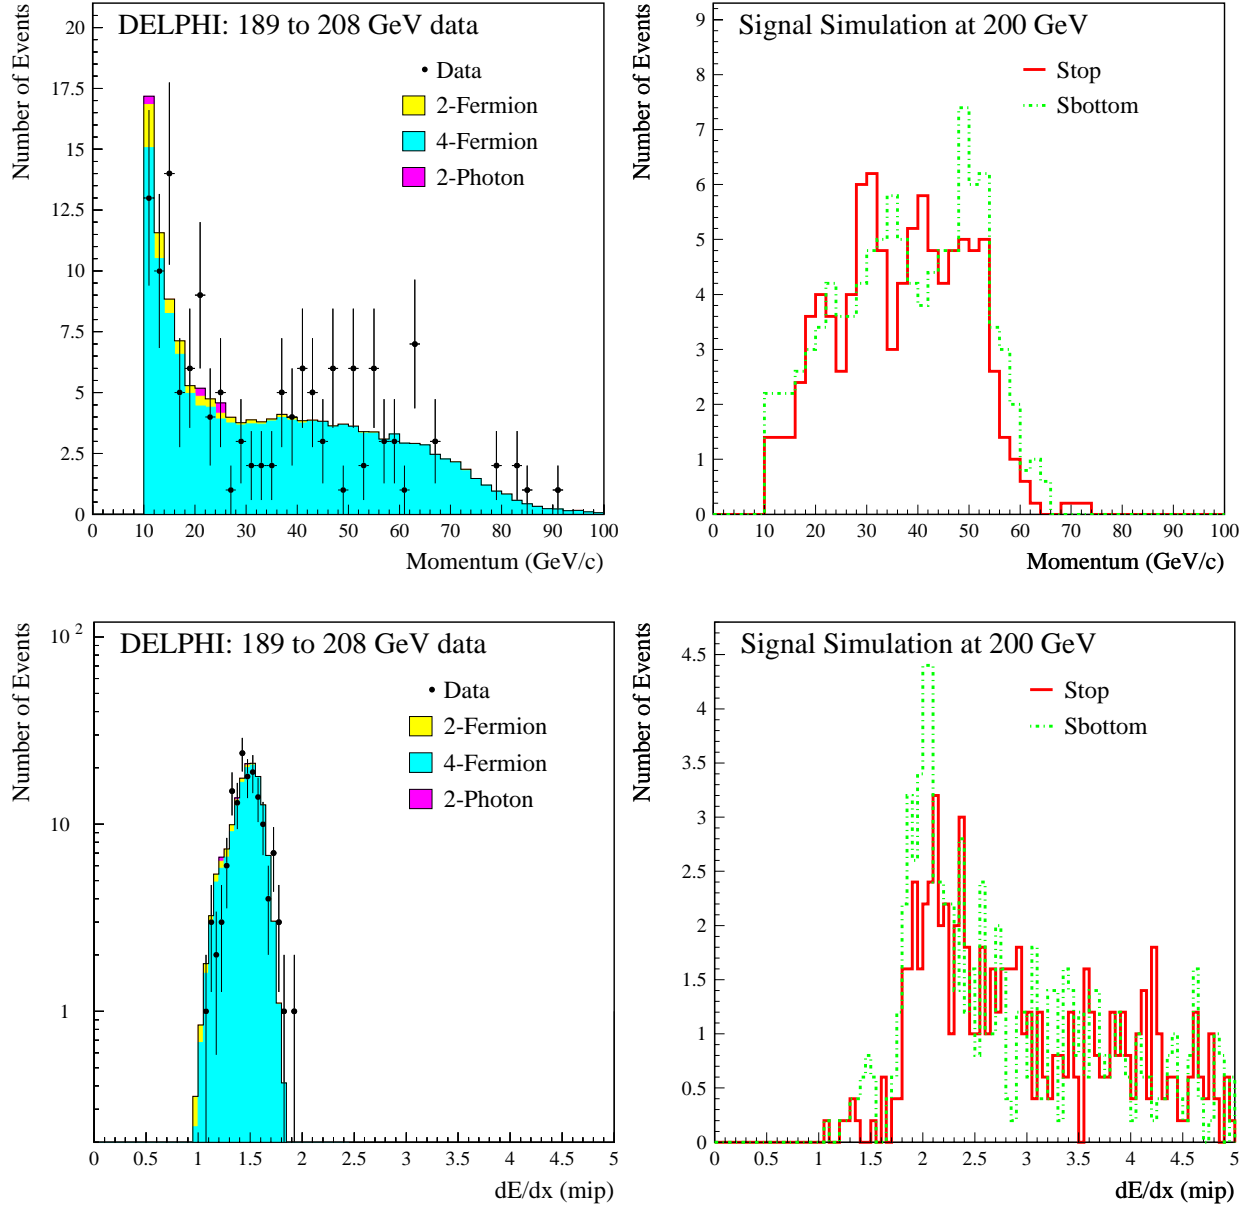 DELPHI: 189 to 208 GeV data
Number of Events
Data
2-Fermion
4-Fermion
2-Photon
20
17.5
15
12.5
10
7.5
5
2.5
0
0 10 20 30 40 50 60 70 80 90 100
Momentum (GeV/c)
Signal Simulation at 200 GeV
Number of Events
Stop
Sbottom
9
8
7
6
5
4
3
2
1
0
0 10 20 30 40 50 60 70 80 90 100
Momentum (GeV/c)
DELPHI: 189 to 208 GeV data
Number of Events
Data
2-Fermion
4-Fermion
2-Photon
10 2
10
1
0 0.5 1 1.5 2 2.5 3 3.5 4 4.5 5
dE/dx (mip)
Signal Simulation at 200 GeV
Number of Events
Stop
Sbottom
4.5
4
3.5
3
2.5
2
1.5
1
0.5
0
0 0.5 1 1.5 2 2.5 3 3.5 4 4.5 5
dE/dx (mip)